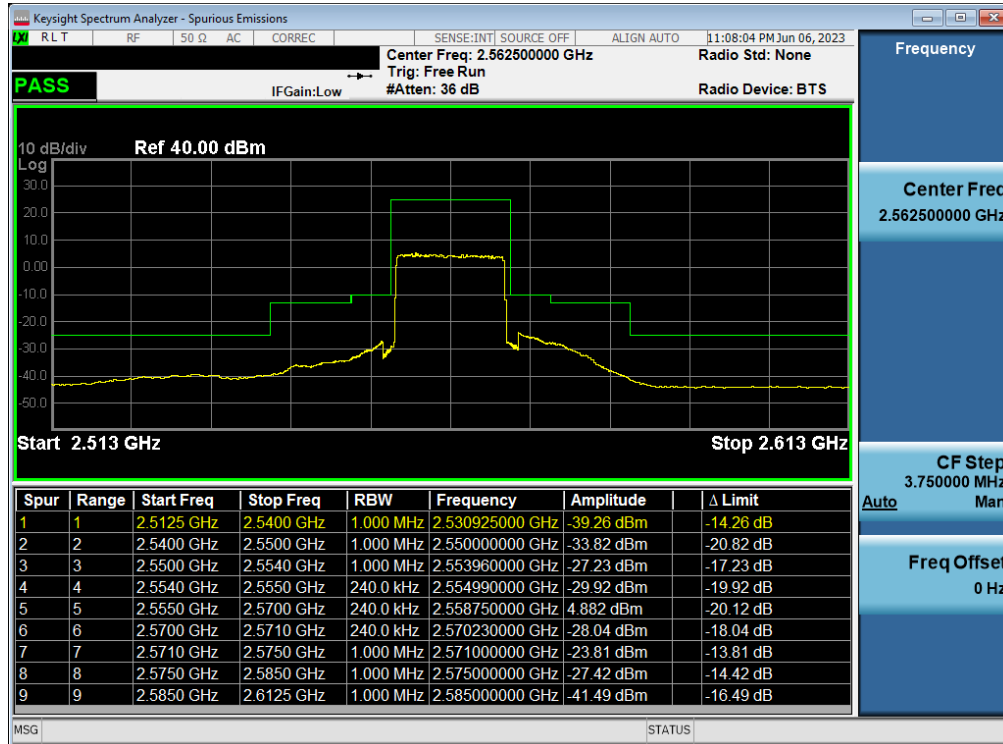 Keysight Spectrum Analyzer - Spurious Emissions
LXI RLT RF 50 Ω AC CORREC SENSE:INT SOURCE OFF ALIGN AUTO 11:08:04 PM Jun 06, 2023
Center Freq: 2.562500000 GHz Radio Std: None
Trig: Free Run
PASS IFGain:Low #Atten: 36 dB Radio Device: BTS
10 dB/div Ref 40.00 dBm
Log
30.0
20.0
10.0
0.00
-10.0
-20.0
-30.0
-40.0
-50.0
Start 2.513 GHz Stop 2.613 GHz
Spur Range Start Freq Stop Freq RBW Frequency Amplitude Δ Limit
1 1 2.5125 GHz 2.5400 GHz 1.000 MHz 2.530925000 GHz -39.26 dBm -14.26 dB
2 2 2.5400 GHz 2.5500 GHz 1.000 MHz 2.550000000 GHz -33.82 dBm -20.82 dB
3 3 2.5500 GHz 2.5540 GHz 1.000 MHz 2.553960000 GHz -27.23 dBm -17.23 dB
4 4 2.5540 GHz 2.5550 GHz 240.0 kHz 2.554990000 GHz -29.92 dBm -19.92 dB
5 5 2.5550 GHz 2.5700 GHz 240.0 kHz 2.558750000 GHz 4.882 dBm -20.12 dB
6 6 2.5700 GHz 2.5710 GHz 240.0 kHz 2.570230000 GHz -28.04 dBm -18.04 dB
7 7 2.5710 GHz 2.5750 GHz 1.000 MHz 2.571000000 GHz -23.81 dBm -13.81 dB
8 8 2.5750 GHz 2.5850 GHz 1.000 MHz 2.575000000 GHz -27.42 dBm -14.42 dB
9 9 2.5850 GHz 2.6125 GHz 1.000 MHz 2.585000000 GHz -41.49 dBm -16.49 dB
MSG STATUS
Frequency
Center Freq
2.562500000 GHz
CF Step
3.750000 MHz
Auto Man
Freq Offset
0 Hz